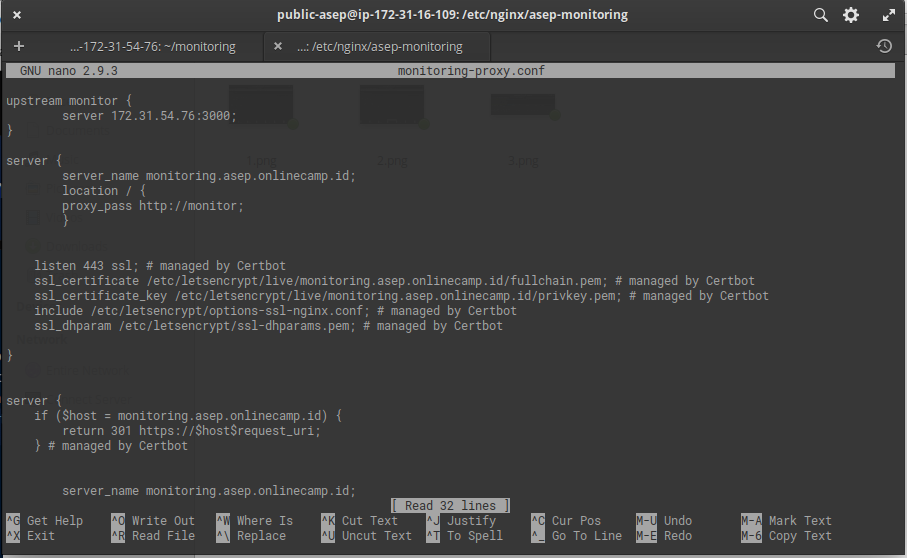 public-asep@ip-172-31-16-109: /etc/nginx/asep-monitoring
...-172-31-54-76: ~/monitoring
...: /etc/nginx/asep-monitoring
GNU nano 2.9.3 monitoring-proxy.conf
upstream monitor {
server 172.31.54.76:3000;
}
1.png 2.png 3.png
server {
server_name monitoring.asep.onlinecamp.id;
location / {
proxy_pass http://monitor;
}
listen 443 ssl; # managed by Certbot
ssl_certificate /etc/letsencrypt/live/monitoring.asep.onlinecamp.id/fullchain.pem; # managed by Certbot
ssl_certificate_key /etc/letsencrypt/live/monitoring.asep.onlinecamp.id/privkey.pem; # managed by Certbot
include /etc/letsencrypt/options-ssl-nginx.conf; # managed by Certbot
ssl_dhparam /etc/letsencrypt/ssl-dhparams.pem; # managed by Certbot
}
server {
if ($host = monitoring.asep.onlinecamp.id) {
return 301 https://$host$request_uri;
} # managed by Certbot
server_name monitoring.asep.onlinecamp.id;
[ Read 32 lines ]
^G Get Help ^O Write Out ^W Where Is ^K Cut Text ^J Justify ^C Cur Pos M-U Undo M-A Mark Text
^X Exit ^R Read File ^\ Replace ^U Uncut Text ^T To Spell ^_ Go To Line M-E Redo M-6 Copy Text